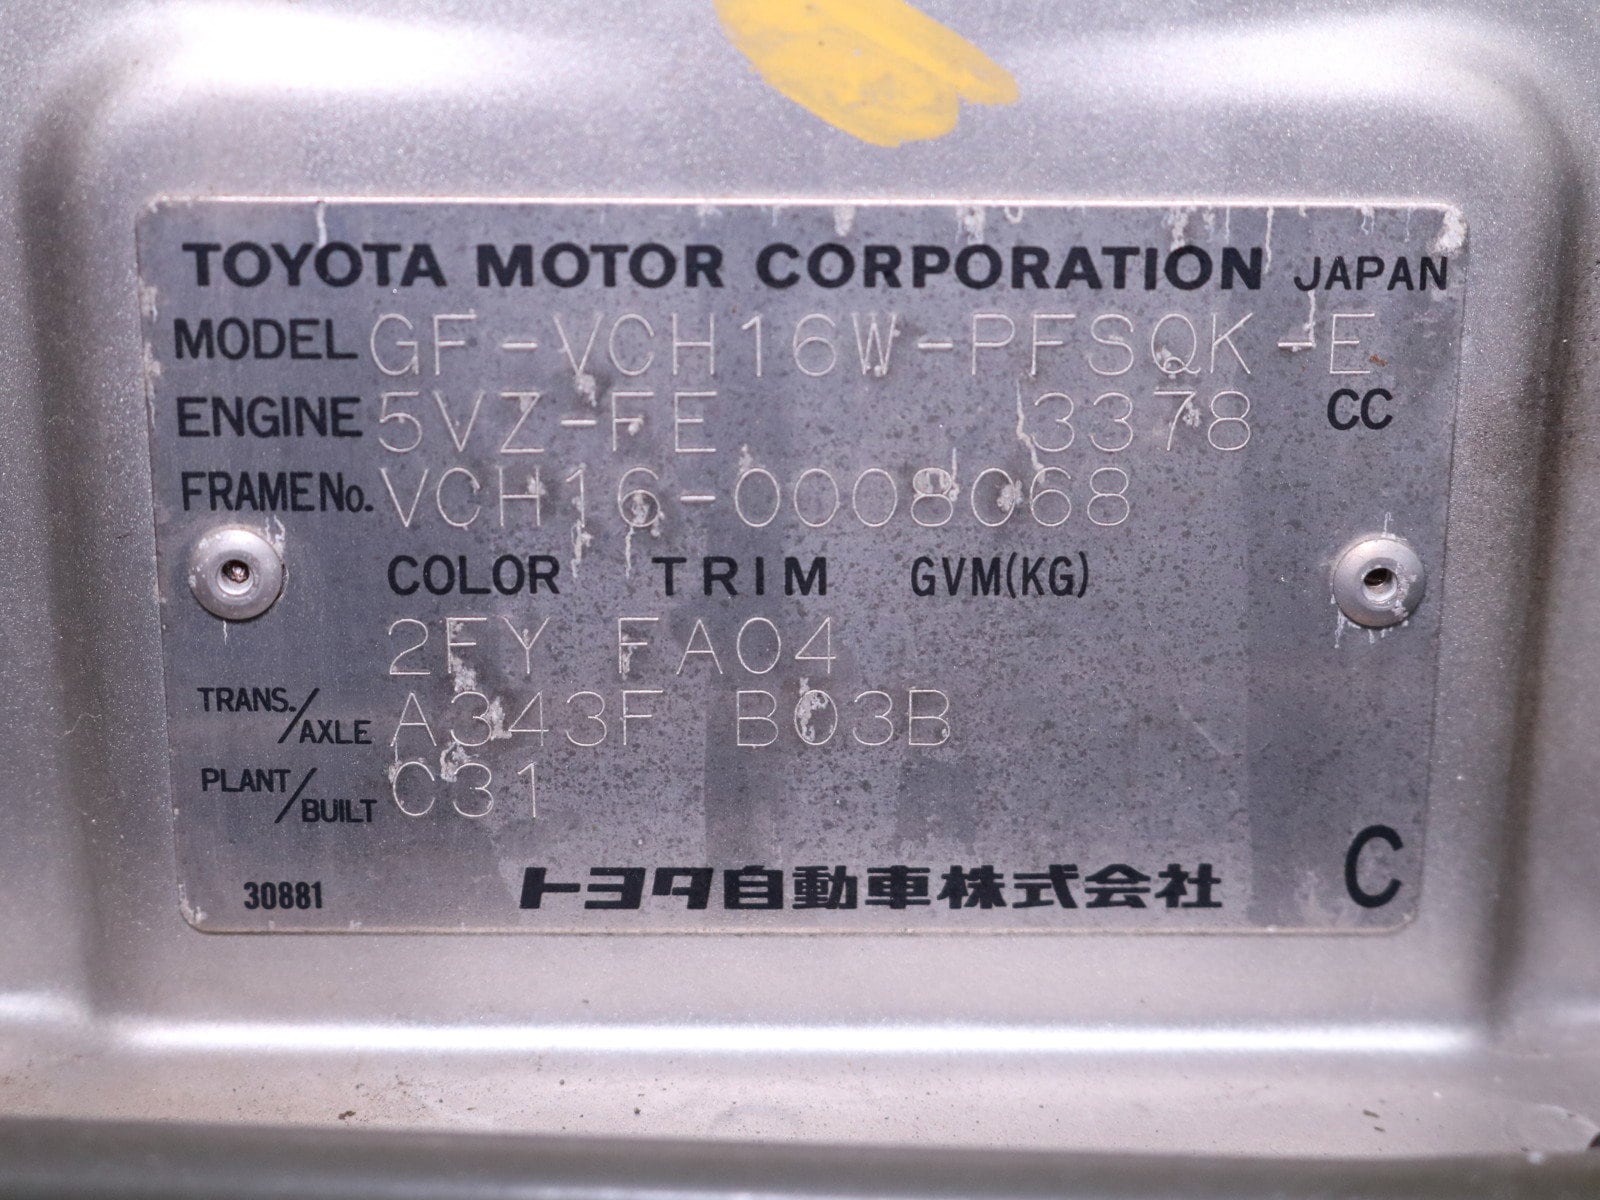 TOYOTA MOTOR CORPORATION JAPAN
MODEL GF-VCH16W-PFSQK-E
ENGINE 5VZ-FE 3378 CC
FRAME No. VCH16-0008068
COLOR TRIM GVM(KG)
2FY FA04
TRANS./AXLE A343F B03B
PLANT/BUILT C31
30881 トヨタ自動車株式会社 C